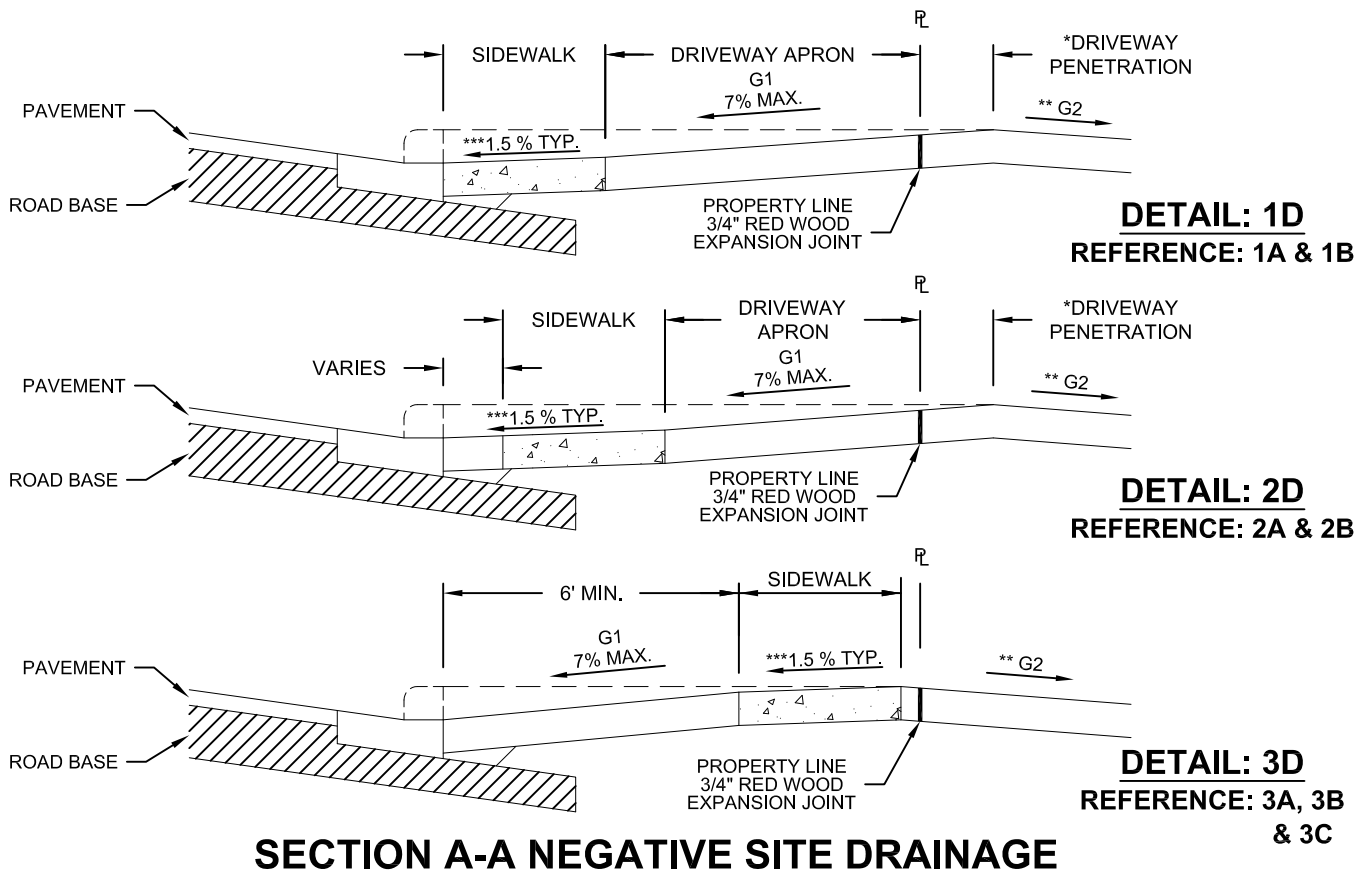 ℄
SIDEWALK
DRIVEWAY APRON
*DRIVEWAY
PENETRATION
G1
7% MAX.
** G2
PAVEMENT
***1.5 % TYP.
ROAD BASE
PROPERTY LINE
3/4" RED WOOD
EXPANSION JOINT
DETAIL: 1D
REFERENCE: 1A & 1B
PL
SIDEWALK
DRIVEWAY
APRON
*DRIVEWAY
PENETRATION
VARIES
G1
7% MAX.
** G2
PAVEMENT
***1.5 % TYP.
ROAD BASE
PROPERTY LINE
3/4" RED WOOD
EXPANSION JOINT
DETAIL: 2D
REFERENCE: 2A & 2B
PL
6' MIN.
SIDEWALK
G1
7% MAX.
***1.5 % TYP.
** G2
PAVEMENT
ROAD BASE
PROPERTY LINE
3/4" RED WOOD
EXPANSION JOINT
DETAIL: 3D
REFERENCE: 3A, 3B
& 3C
SECTION A-A NEGATIVE SITE DRAINAGE